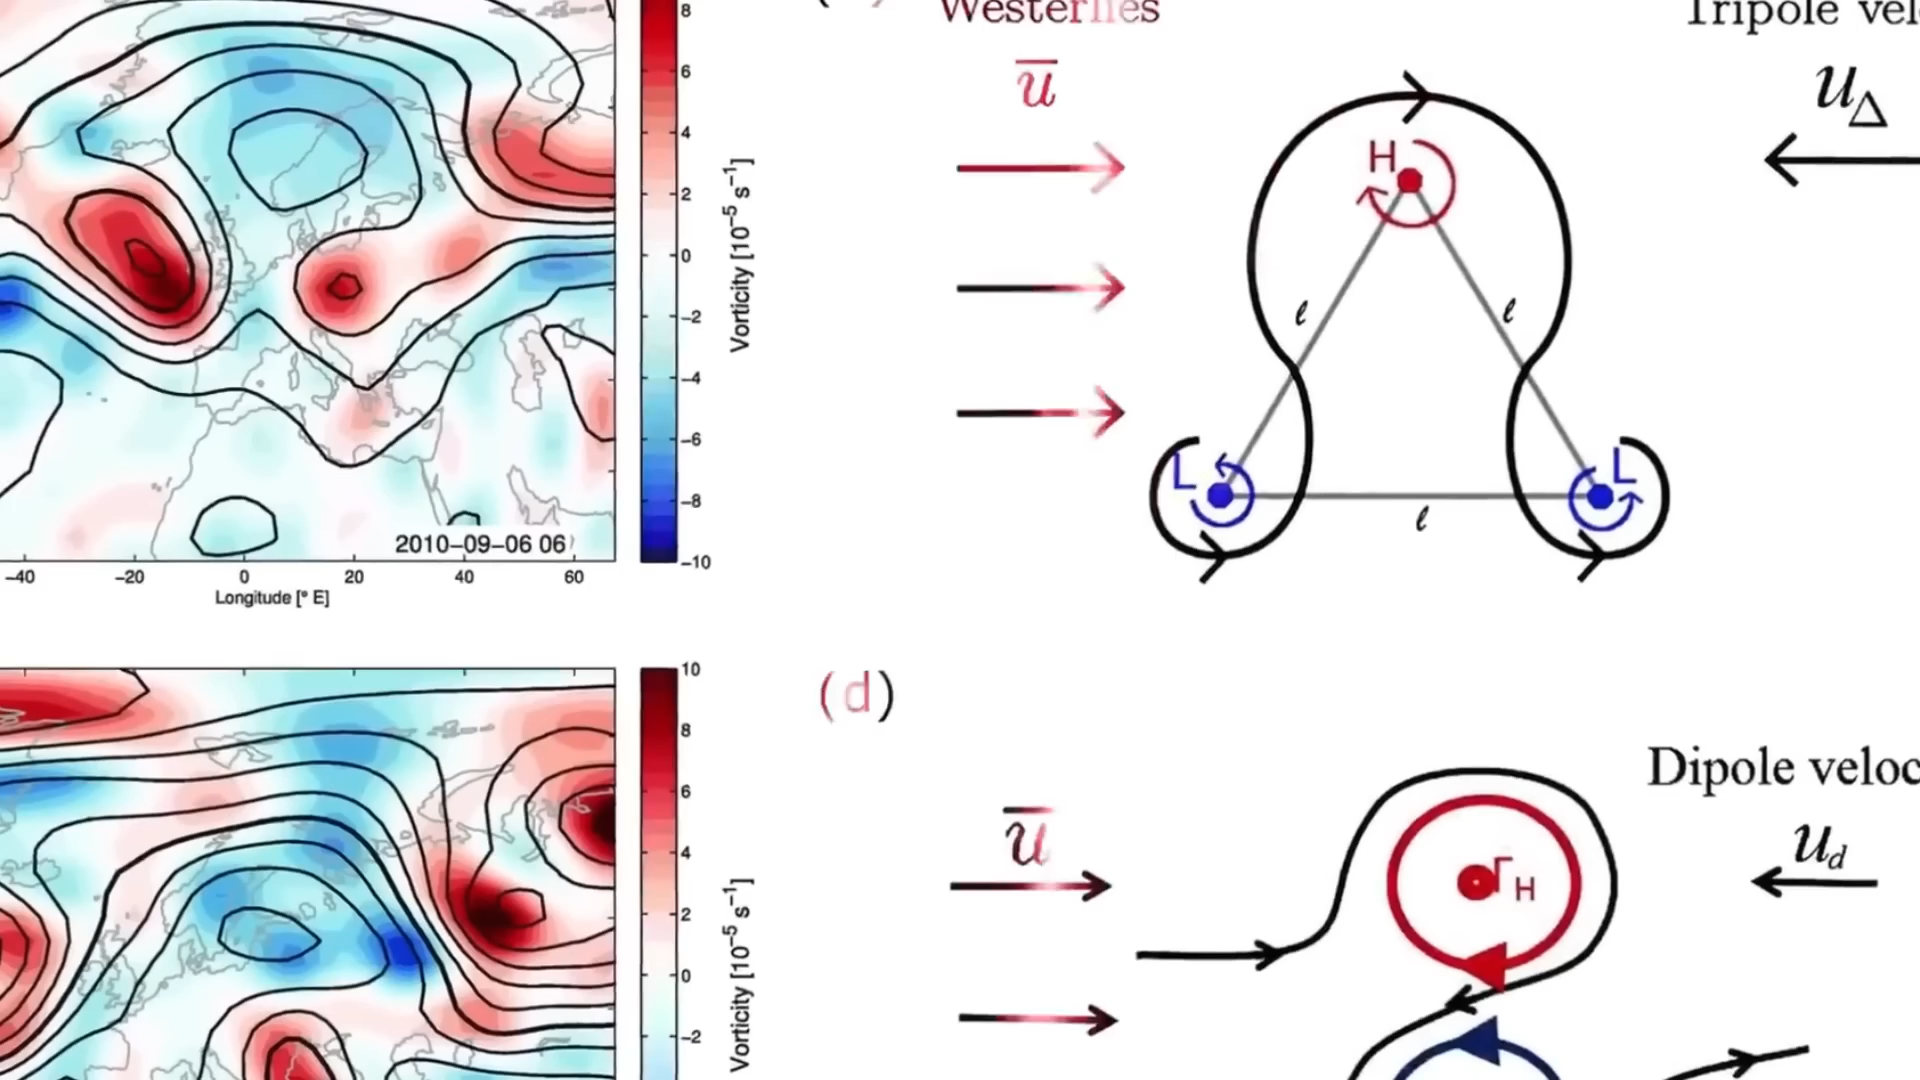 Westerlies
Tripole
u̅
u_Δ
H
ℓ
ℓ
L
L
ℓ
8
6
4
2
0
−2
−4
−6
−8
−10
Vorticity [10⁻⁵ s⁻¹]
2010−09−06 06
−40
−20
0
20
40
60
Longitude [° E]
10
8
6
4
2
0
−2
Vorticity [10⁻⁵ s⁻¹]
(d)
Dipole
u̅
u_d
Γ_H